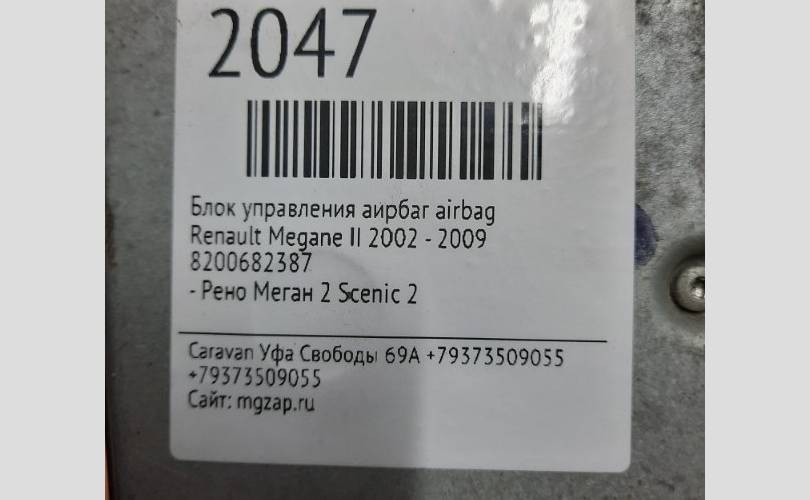 2047
Блок управления аирбаг airbag
Renault Megane II 2002 - 2009
8200682387
- Рено Меган 2 Scenic 2
Caravan Уфа Свободы 69А +79373509055
+79373509055
Сайт: mgzap.ru